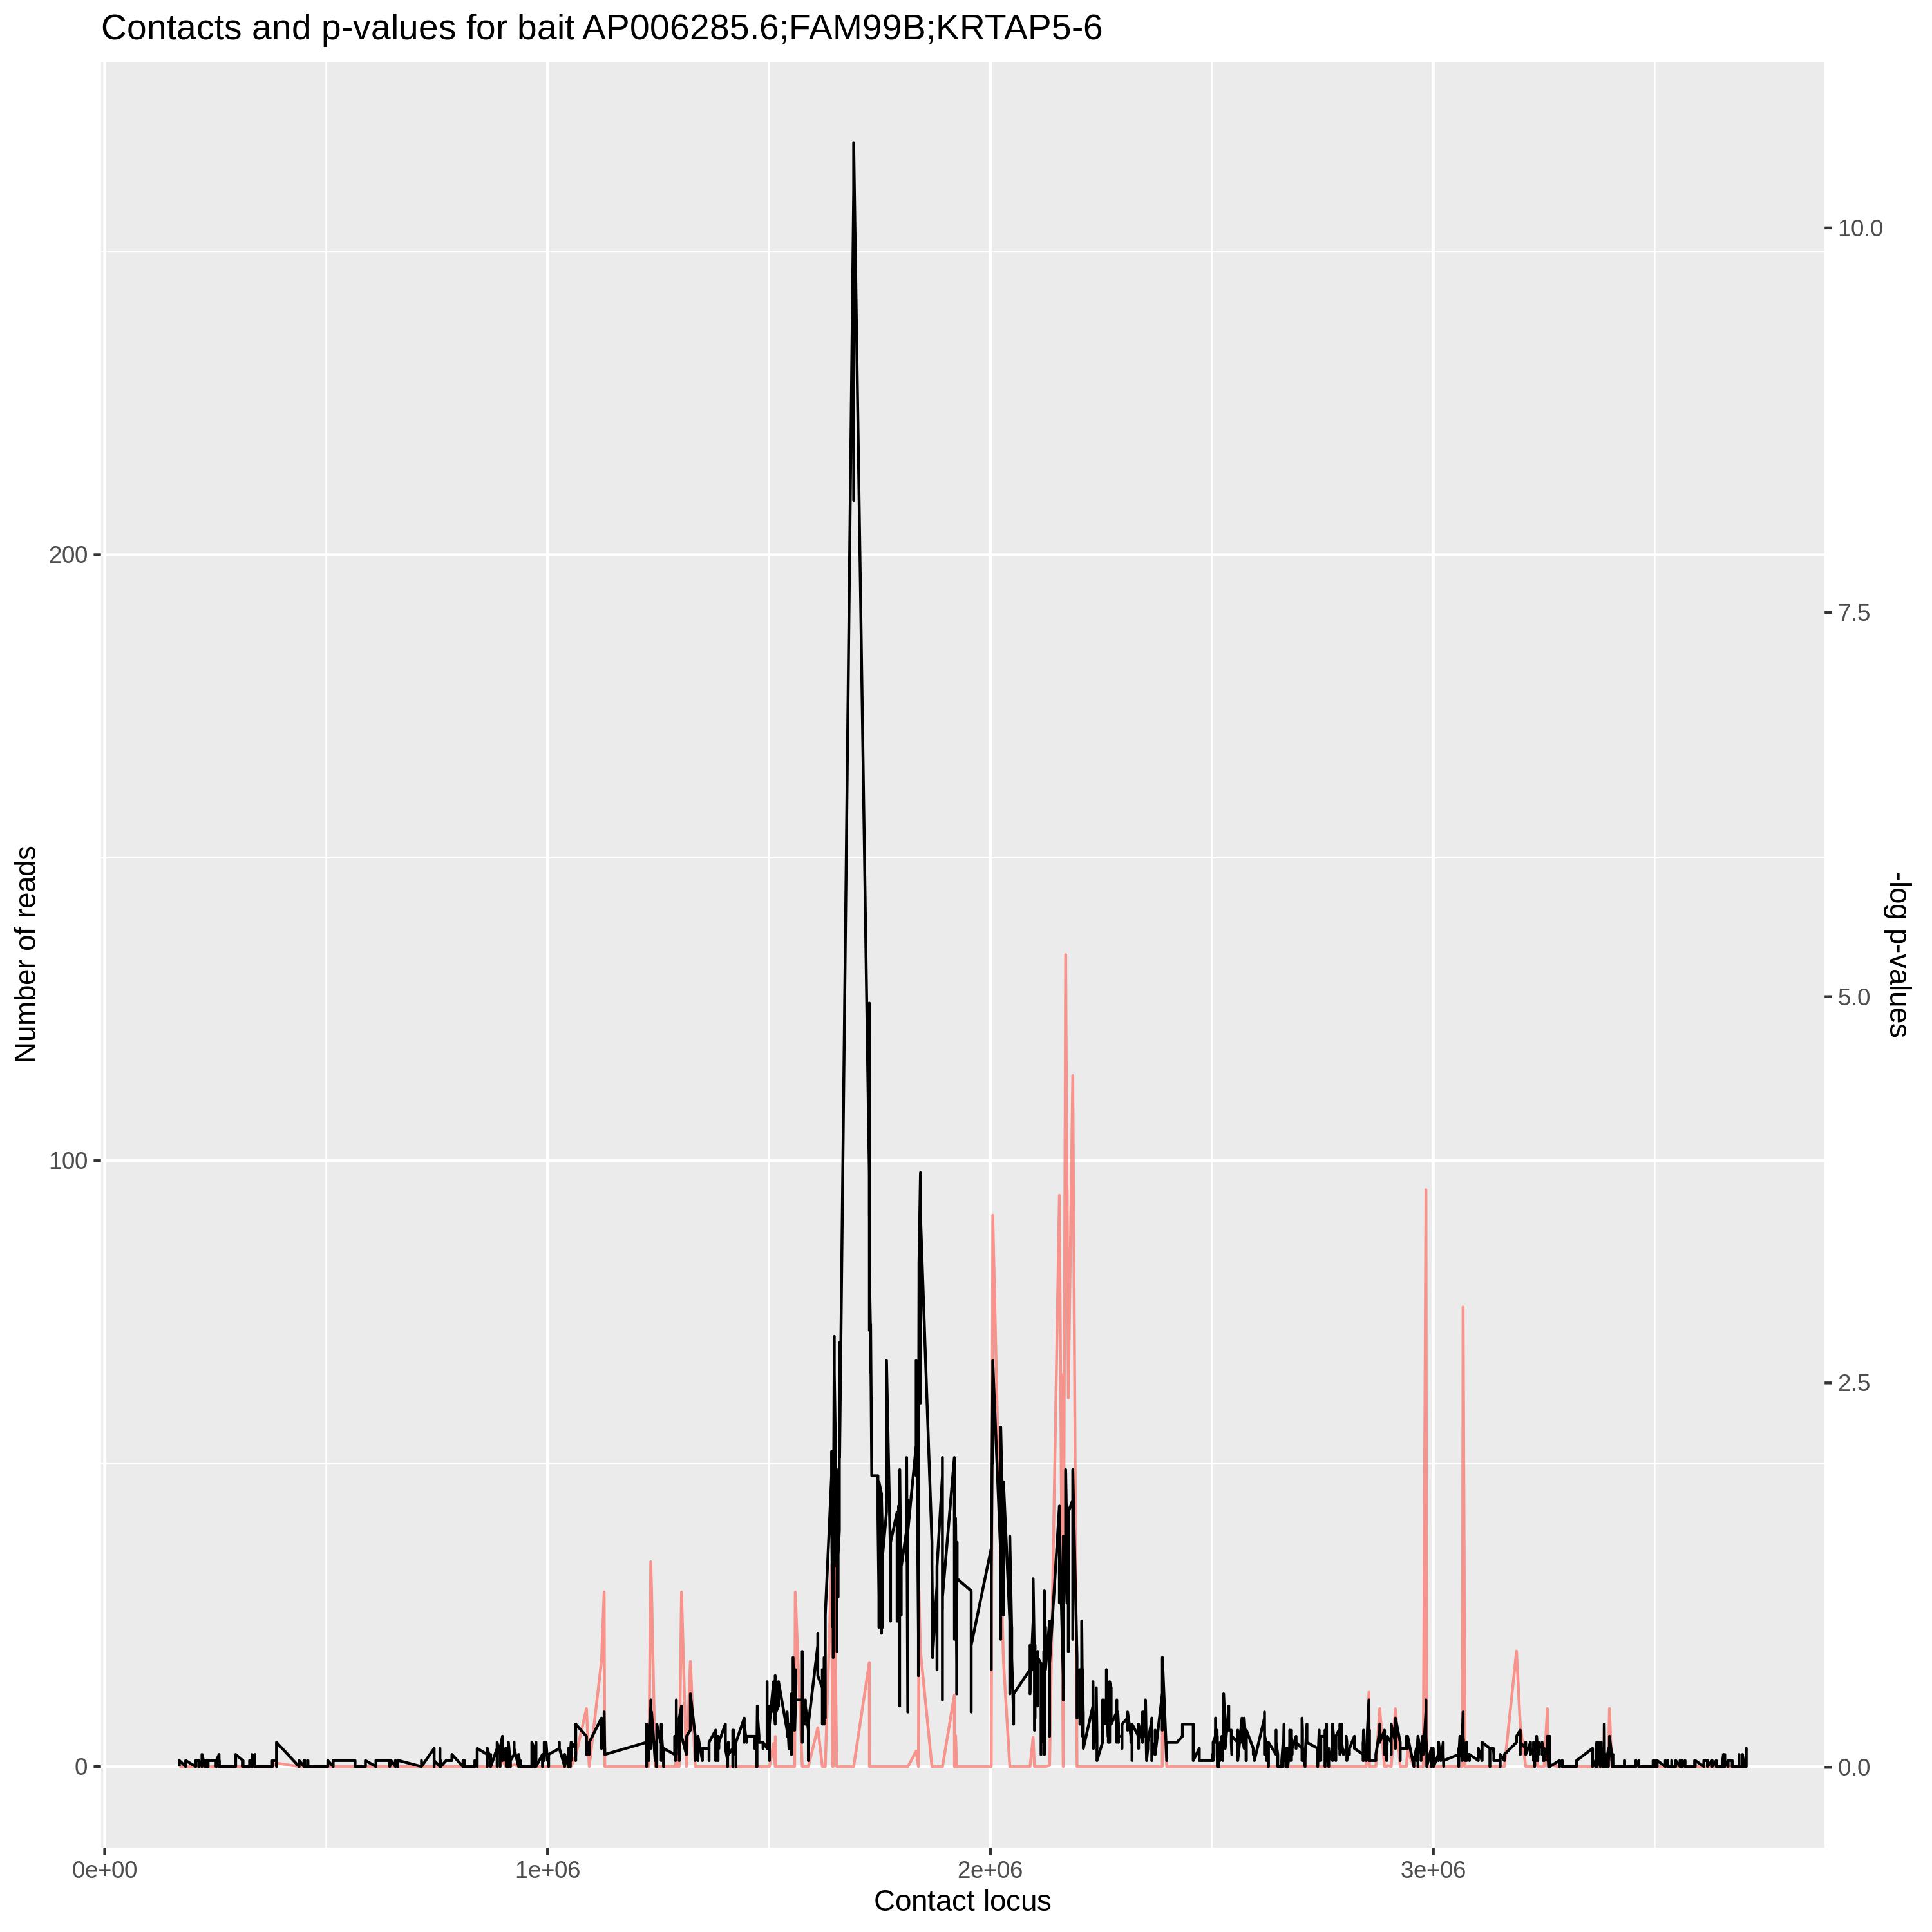 Contacts and p-values for bait AP006285.6;FAM99B;KRTAP5-6
Number of reads
200
100
0
10.0
7.5
5.0
2.5
0.0
-log p-values
0e+00
1e+06
2e+06
3e+06
Contact locus